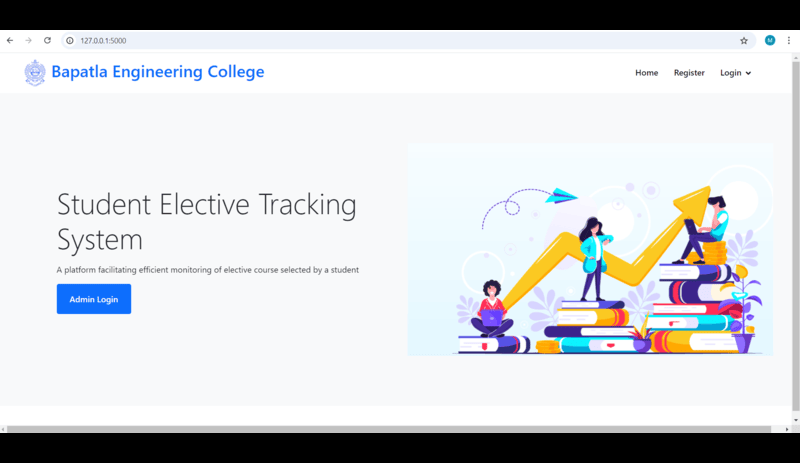 127.0.0.1:5000
M
Bapatla Engineering College
Home Register Login
Student Elective Tracking
System
A platform facilitating efficient monitoring of elective course selected by a student
Admin Login